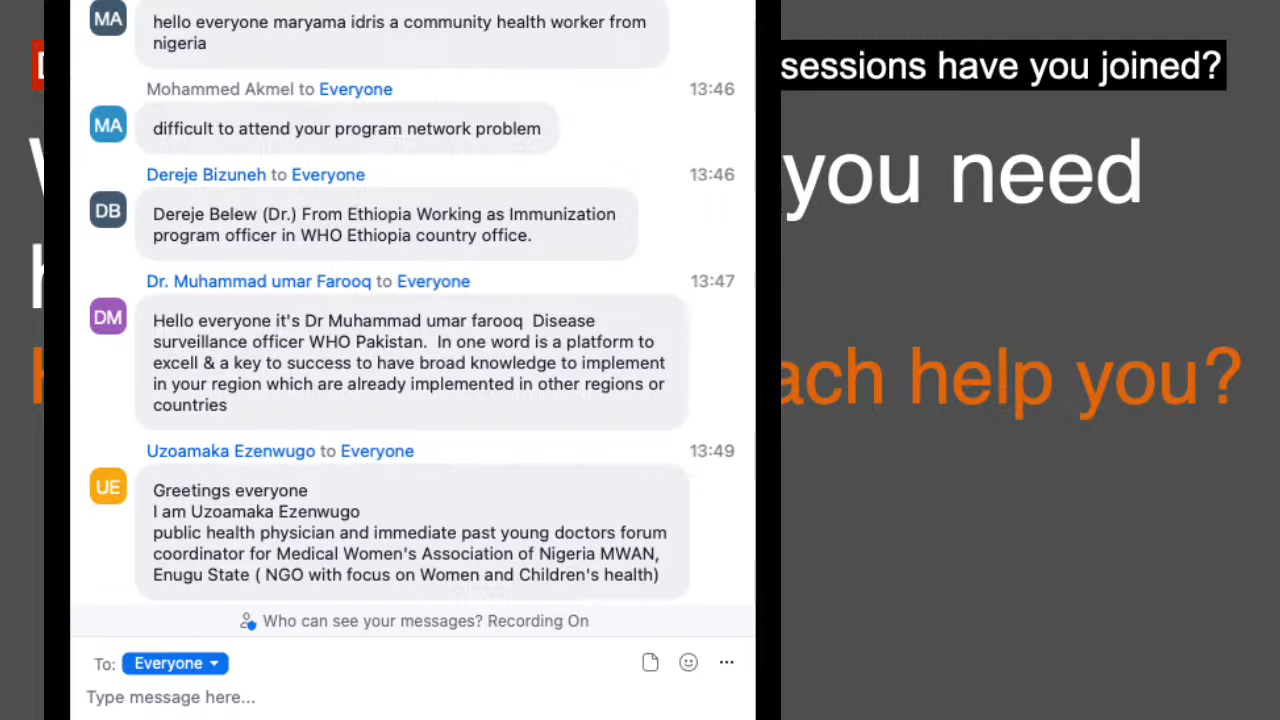 MA
hello everyone maryama idris a community health worker from
nigeria
Mohammed Akmel to Everyone 13:46
MA
difficult to attend your program network problem
Dereje Bizuneh to Everyone 13:46
DB
Dereje Belew (Dr.) From Ethiopia Working as Immunization
program officer in WHO Ethiopia country office.
Dr. Muhammad umar Farooq to Everyone 13:47
DM
Hello everyone it's Dr Muhammad umar farooq Disease
surveillance officer WHO Pakistan. In one word is a platform to
excell & a key to success to have broad knowledge to implement
in your region which are already implemented in other regions or
countries
Uzoamaka Ezenwugo to Everyone 13:49
UE
Greetings everyone
I am Uzoamaka Ezenwugo
public health physician and immediate past young doctors forum
coordinator for Medical Women's Association of Nigeria MWAN,
Enugu State ( NGO with focus on Women and Children's health)
Who can see your messages? Recording On
To: Everyone
Type message here...
sessions have you joined?
you need
help you?